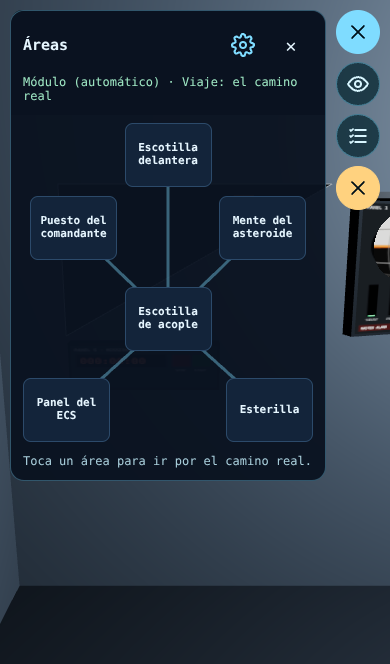 Áreas
Módulo (automático) · Viaje: el camino
real
Escotilla
delantera
Puesto del
comandante
Mente del
asteroide
Escotilla
de acople
Panel del
ECS
Esterilla
Toca un área para ir por el camino real.